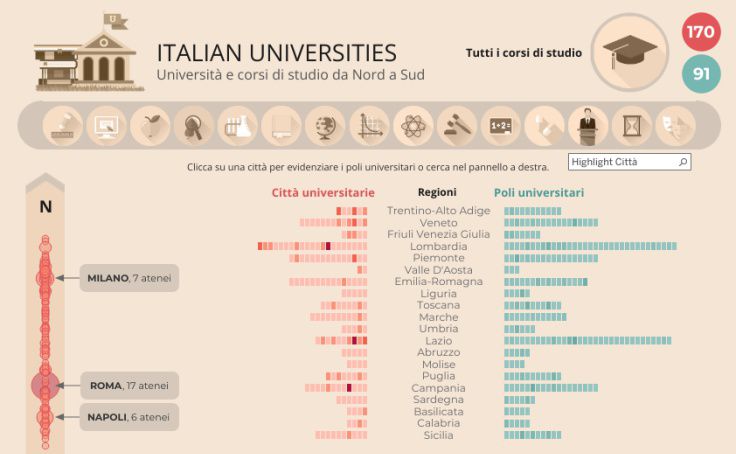 ITALIAN UNIVERSITIES
Università e corsi di studio da Nord a Sud
Tutti i corsi di studio
170
91
1+2=
Clicca su una città per evidenziare i poli universitari o cerca nel pannello a destra.
Highlight Città
N
MILANO, 7 atenei
ROMA, 17 atenei
NAPOLI, 6 atenei
Città universitarie
Regioni
Poli universitari
Trentino-Alto Adige
Veneto
Friuli Venezia Giulia
Lombardia
Piemonte
Valle D'Aosta
Emilia-Romagna
Liguria
Toscana
Marche
Umbria
Lazio
Abruzzo
Molise
Puglia
Campania
Sardegna
Basilicata
Calabria
Sicilia